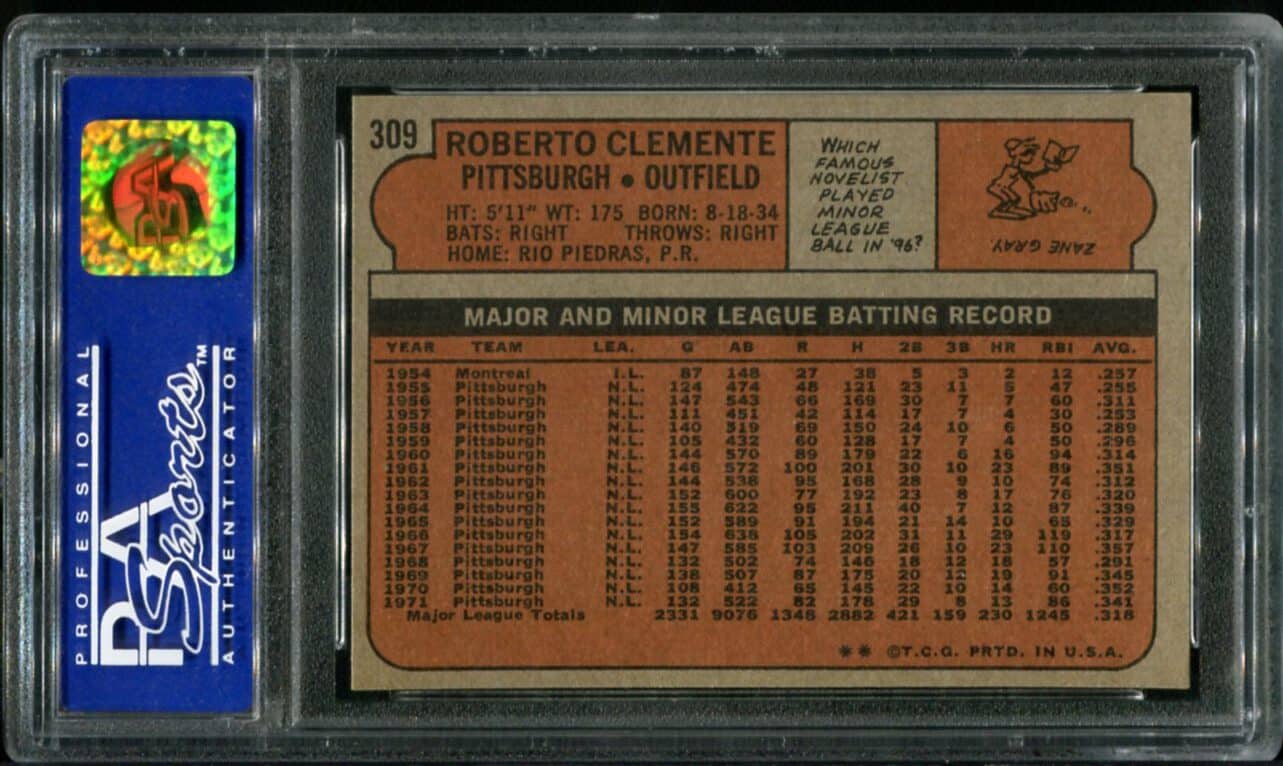 PSA
PROFESSIONAL
PSA Sports™
AUTHENTICATOR
309
ROBERTO CLEMENTE
PITTSBURGH • OUTFIELD
HT: 5'11" WT: 175 BORN: 8-18-34
BATS: RIGHT THROWS: RIGHT
HOME: RIO PIEDRAS, P.R.
WHICH
FAMOUS
NOVELIST
PLAYED
MINOR
LEAGUE
BALL IN '96?
ZANE GRAY
MAJOR AND MINOR LEAGUE BATTING RECORD
YEAR TEAM LEA. G AB R H 2B 3B HR RBI AVG.
1954 Montreal I.L. 87 148 27 38 5 3 2 12 .257
1955 Pittsburgh N.L. 124 474 48 121 23 11 5 47 .255
1956 Pittsburgh N.L. 147 543 66 169 30 7 7 60 .311
1957 Pittsburgh N.L. 111 451 42 114 17 7 4 30 .253
1958 Pittsburgh N.L. 140 519 69 150 24 10 6 50 .289
1959 Pittsburgh N.L. 105 432 60 128 17 7 4 50 .296
1960 Pittsburgh N.L. 144 570 89 179 22 6 16 94 .314
1961 Pittsburgh N.L. 146 572 100 201 30 10 23 89 .351
1962 Pittsburgh N.L. 144 538 95 168 28 9 10 74 .312
1963 Pittsburgh N.L. 152 600 77 192 23 8 17 76 .320
1964 Pittsburgh N.L. 155 622 95 211 40 7 12 87 .339
1965 Pittsburgh N.L. 152 589 91 194 21 14 10 65 .329
1966 Pittsburgh N.L. 154 638 105 202 31 11 29 119 .317
1967 Pittsburgh N.L. 147 585 103 209 26 10 23 110 .357
1968 Pittsburgh N.L. 132 502 74 146 18 12 18 57 .291
1969 Pittsburgh N.L. 138 507 87 175 20 12 19 91 .345
1970 Pittsburgh N.L. 108 412 65 145 22 10 14 60 .352
1971 Pittsburgh N.L. 132 522 82 178 29 8 13 86 .341
Major League Totals 2331 9076 1348 2882 421 159 230 1245 .318
** ©T.C.G. PRTD. IN U.S.A.